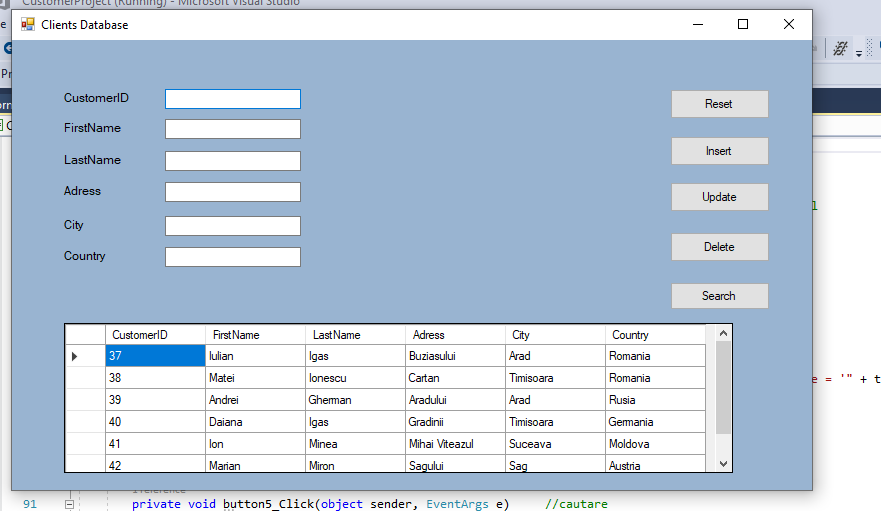 CustomerProject (Running) - Microsoft Visual Studio
Clients Database
CustomerID
Reset
FirstName
Insert
LastName
Adress
Update
City
Delete
Country
Search
CustomerID FirstName LastName Adress City Country
37 Iulian Igas Buziasului Arad Romania
38 Matei Ionescu Cartan Timisoara Romania
e = '" + t
39 Andrei Gherman Aradului Arad Rusia
40 Daiana Igas Gradinii Timisoara Germania
41 Ion Minea Mihai Viteazul Suceava Moldova
42 Marian Miron Sagului Sag Austria
1 reference
91 private void button5_Click(object sender, EventArgs e) //cautare